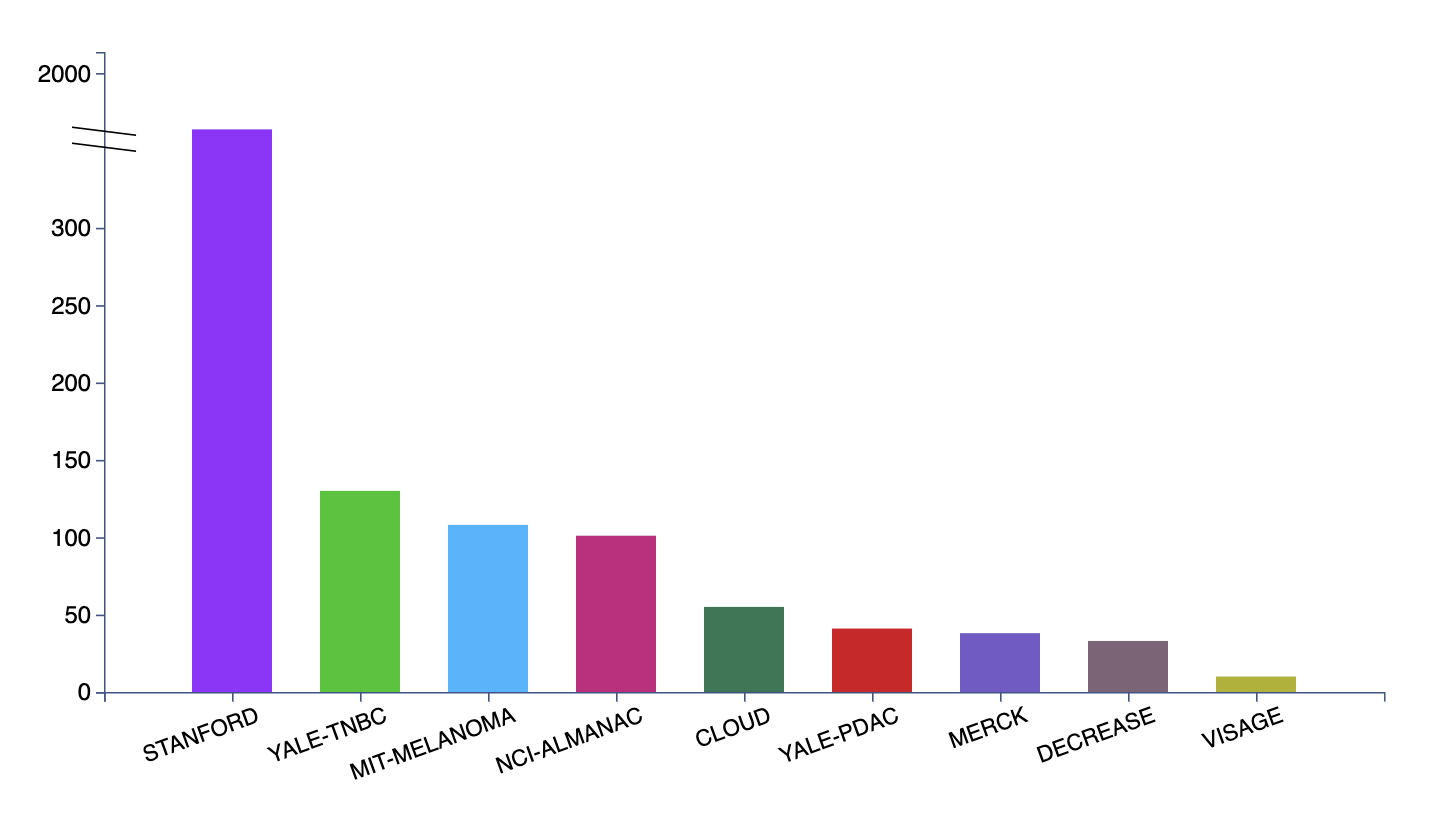 2000
300
250
200
150
100
50
0
STANFORD
YALE-TNBC
MIT-MELANOMA
NCI-ALMANAC
CLOUD
YALE-PDAC
MERCK
DECREASE
VISAGE